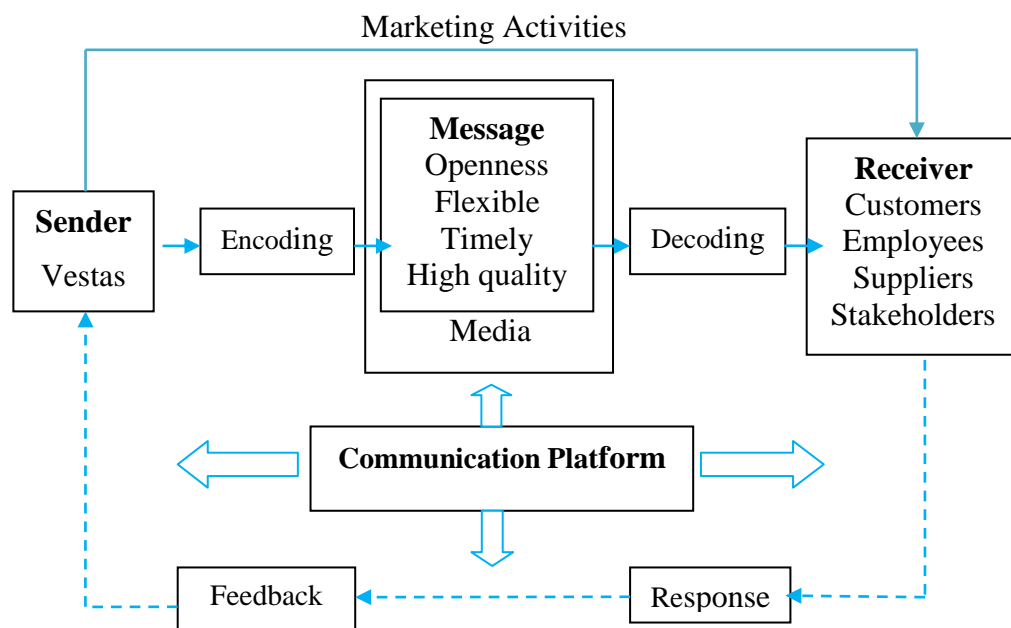 Marketing Activities
Sender
Vestas
Encoding
Message
Openness
Flexible
Timely
High quality
Media
Decoding
Receiver
Customers
Employees
Suppliers
Stakeholders
Communication Platform
Feedback
Response